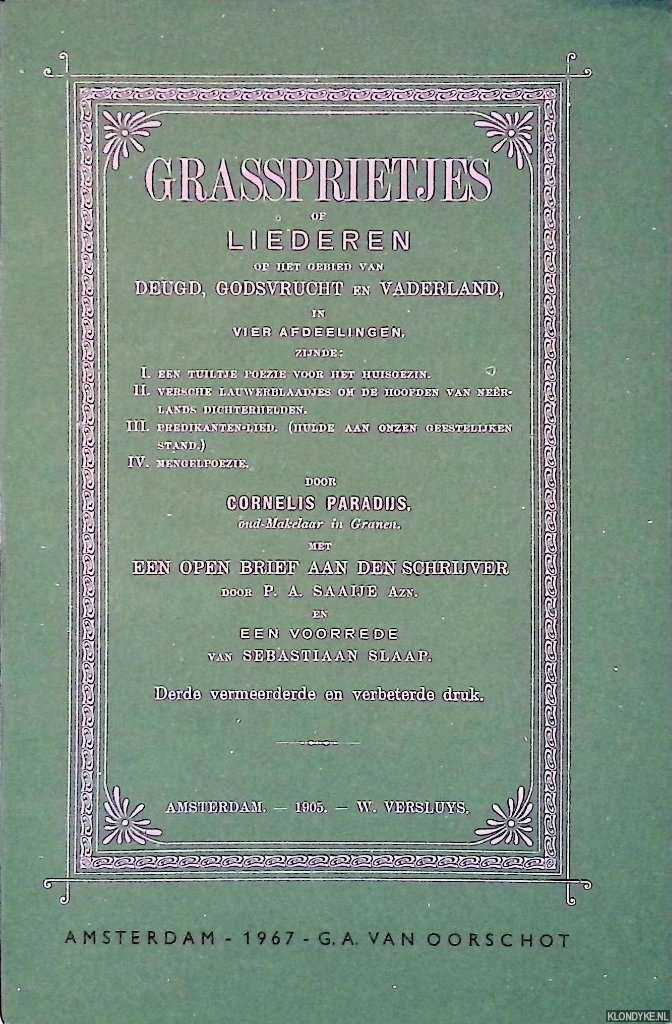 GRASSPRIETJES
OF
LIEDEREN
OP HET GEBIED VAN
DEUGD, GODSVRUCHT EN VADERLAND,
IN
VIER AFDEELINGEN,
ZIJNDE:
I. EEN TUILTJE POEZIE VOOR HET HUISGEZIN.
II. VERSCHE LAUWERBLAADJES OM DE HOOFDEN VAN NEÊR-
LANDS DICHTERHELDEN.
III. PREDIKANTEN-LIED. (HULDE AAN ONZEN GEESTELIJKEN
STAND.)
IV. MENGELPOEZIE.
DOOR
CORNELIS PARADIJS,
oud-Makelaar in Granen.
MET
EEN OPEN BRIEF AAN DEN SCHRIJVER
DOOR P. A. SAAIJE AZN.
EN
EEN VOORREDE
VAN SEBASTIAAN SLAAP.
Derde vermeerderde en verbeterde druk.
AMSTERDAM. — 1905. — W. VERSLUYS.
AMSTERDAM - 1967 - G. A. VAN OORSCHOT
KLONDYKE.NL